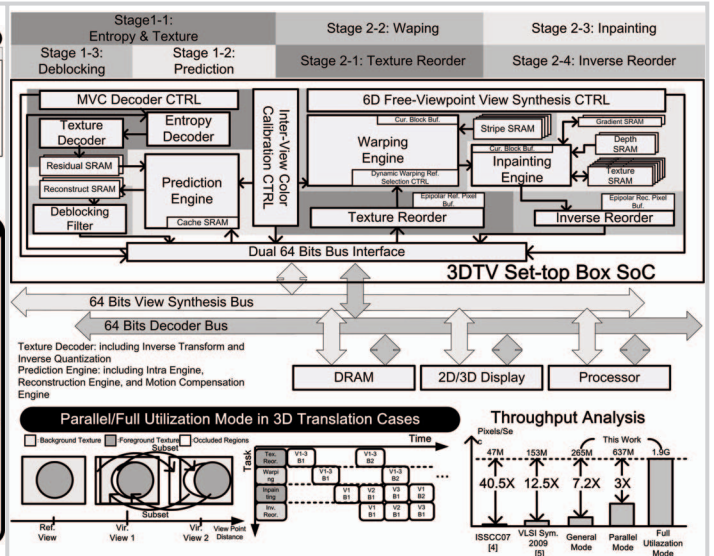 Stage1-1:
Entropy & Texture
Stage 2-2: Waping
Stage 2-3: Inpainting
Stage 1-3:
Deblocking
Stage 1-2:
Prediction
Stage 2-1: Texture Reorder
Stage 2-4: Inverse Reorder
MVC Decoder CTRL
Inter-View Color
Calibration CTRL
6D Free-Viewpoint View Synthesis CTRL
Texture
Decoder
Entropy
Decoder
Residual SRAM
Reconstruct SRAM
Deblocking
Filter
Prediction
Engine
Cache SRAM
Cur. Block Buf.
Warping
Engine
Dynamic Warping Ref.
Selection CTRL
Stripe SRAM
Cur. Block Buf.
Inpainting
Engine
Gradient SRAM
Depth
SRAM
Texture
SRAM
Epipolar Ref. Pixel
Buf.
Texture Reorder
Epipolar Rec. Pixel
Buf.
Inverse Reorder
Dual 64 Bits Bus Interface
3DTV Set-top Box SoC
64 Bits View Synthesis Bus
64 Bits Decoder Bus
Texture Decoder: including Inverse Transform and
Inverse Quantization
Prediction Engine: including Intra Engine,
Reconstruction Engine, and Motion Compensation
Engine
DRAM
2D/3D Display
Processor
Parallel/Full Utilization Mode in 3D Translation Cases
:Background Texture :Foreground Texture :Occluded Regions
Subset
Subset
Ref.
View
Vir.
View 1
Vir.
View 2
View Point
Distance
Time
Task
Tex.
Reor.
V1-3
B1
V1-3
B2
Warpi
ng
V1-3
B1
V1-3
B2
Inpain
ting
V1
B1
V2
B1
V3
B1
V1
B2
Inv.
Reor.
V1
B1
V2
B1
V3
B1
Throughput Analysis
Pixels/Se
c
This Work
47M
153M
265M
637M
1.9G
40.5X
12.5X
7.2X
3X
ISSCC07
[4]
VLSI Sym.
2009
[5]
General
Mode
Parallel
Mode
Full
Utilazation
Mode